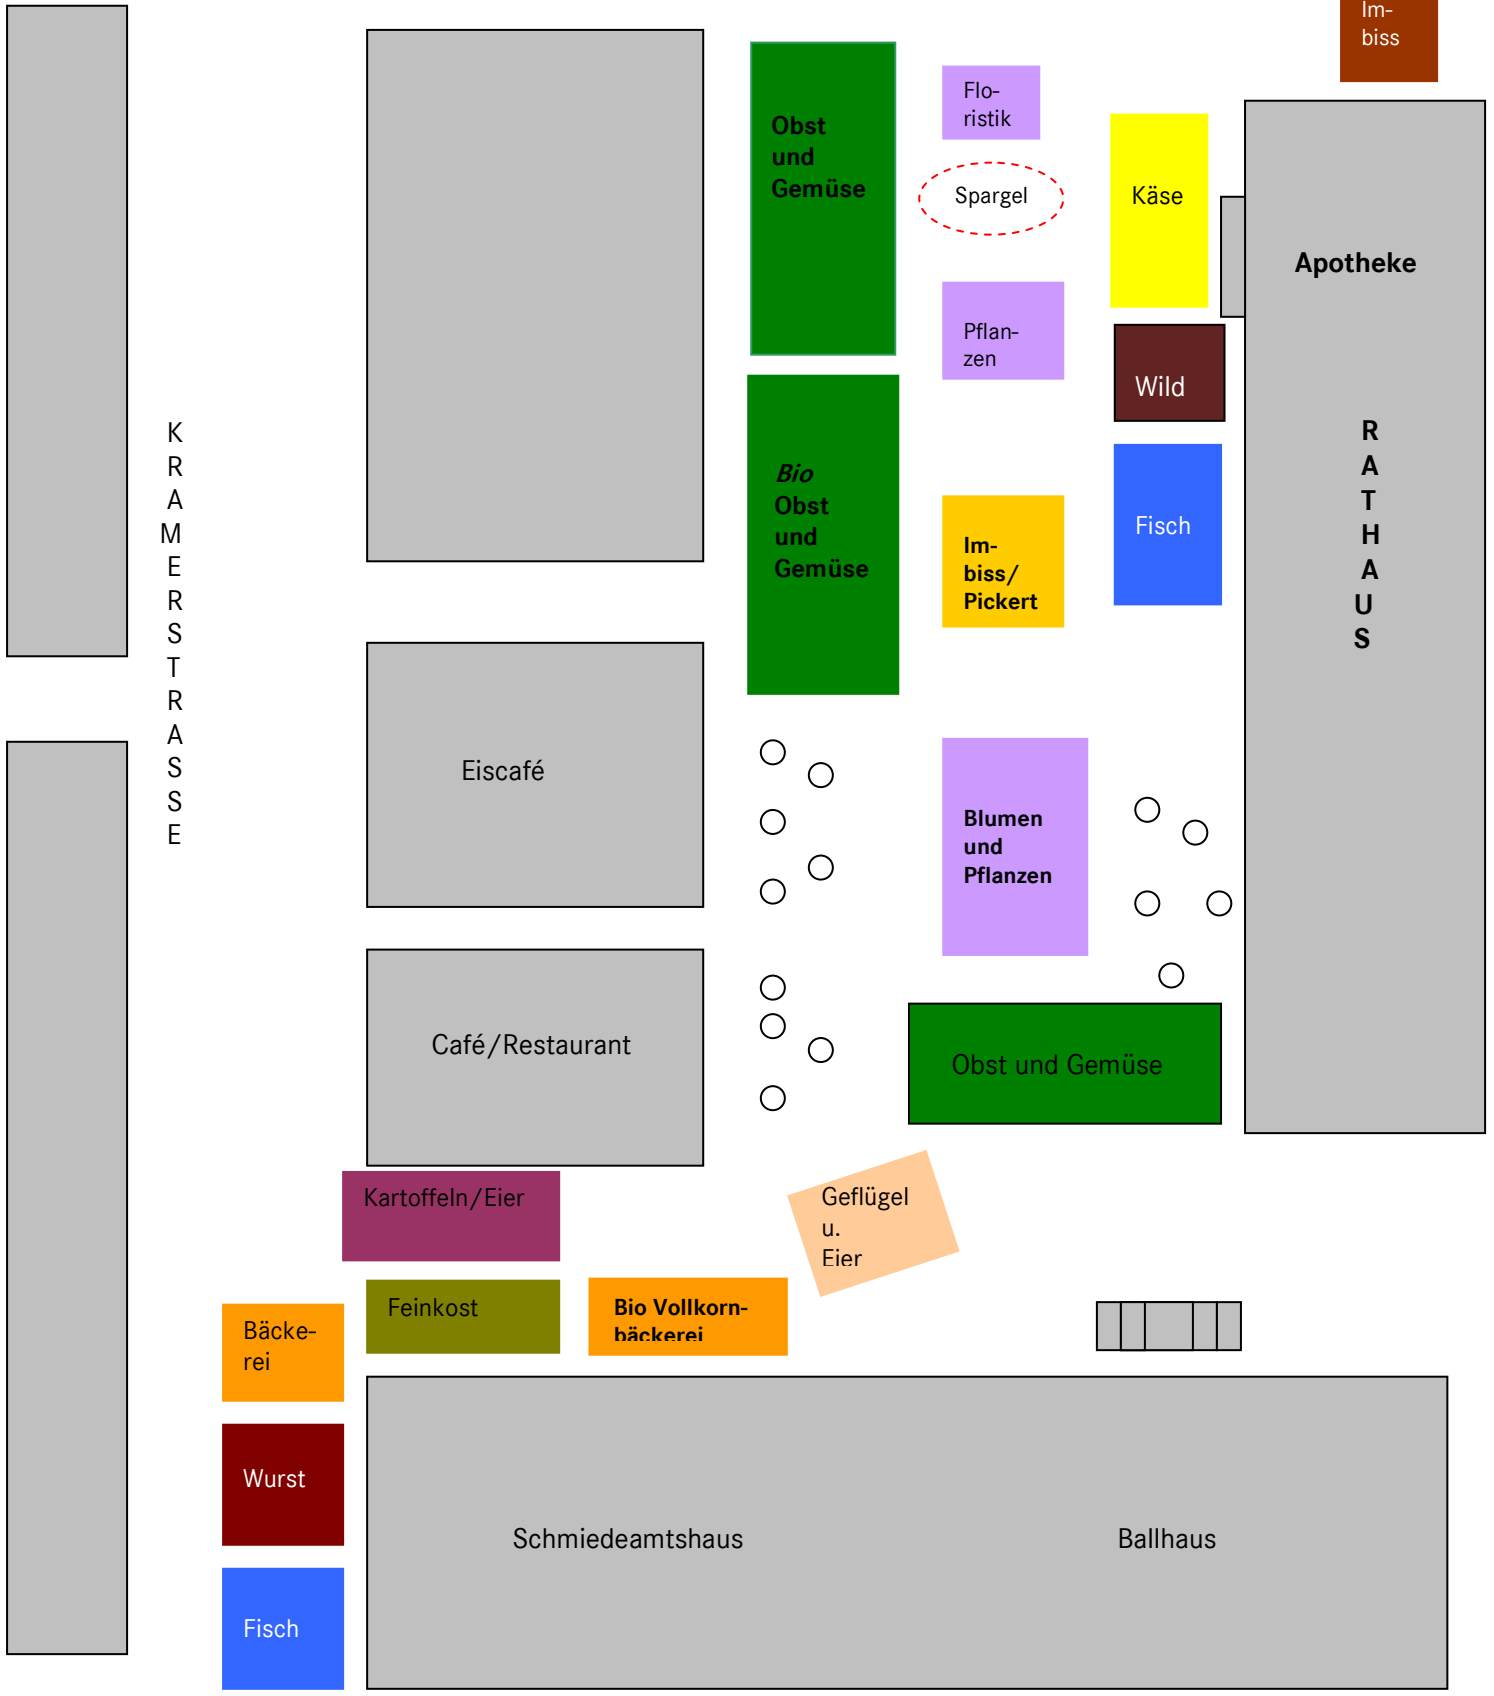 Im-
biss
Flo-
ristik
Obst
und
Gemüse
Spargel
Käse
Apotheke
Pflan-
zen
Wild
K
R
A
M
E
R
S
T
R
A
S
S
E
R
A
T
H
A
U
S
Bio
Obst
und
Gemüse
Im-
biss/
Pickert
Fisch
Eiscafé
Blumen
und
Pflanzen
Café/Restaurant
Obst und Gemüse
Kartoffeln/Eier
Geflügel
u.
Eier
Feinkost
Bio Vollkorn-
bäckerei
Bäcke-
rei
Wurst
Schmiedeamtshaus
Ballhaus
Fisch